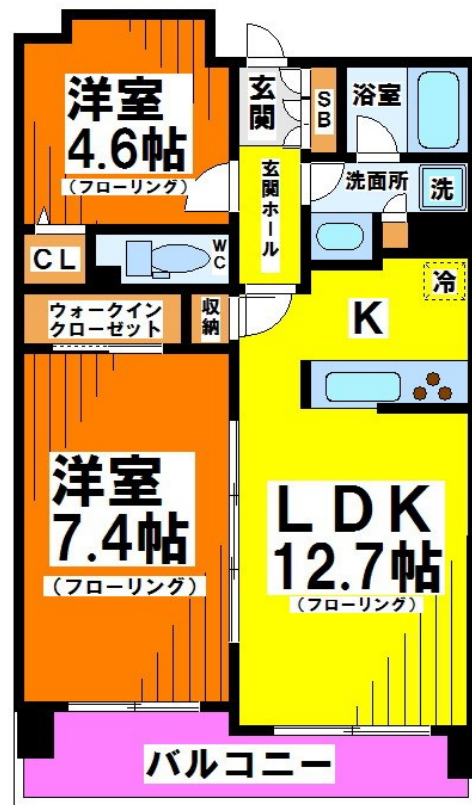 洋室
4.6帖
(フローリング)
玄関
SB
浴室
玄関ホール
洗面所
洗
CL
WC
ウォークイン
クローゼット
収納
K
冷
洋室
7.4帖
(フローリング)
LDK
12.7帖
(フローリング)
バルコニー